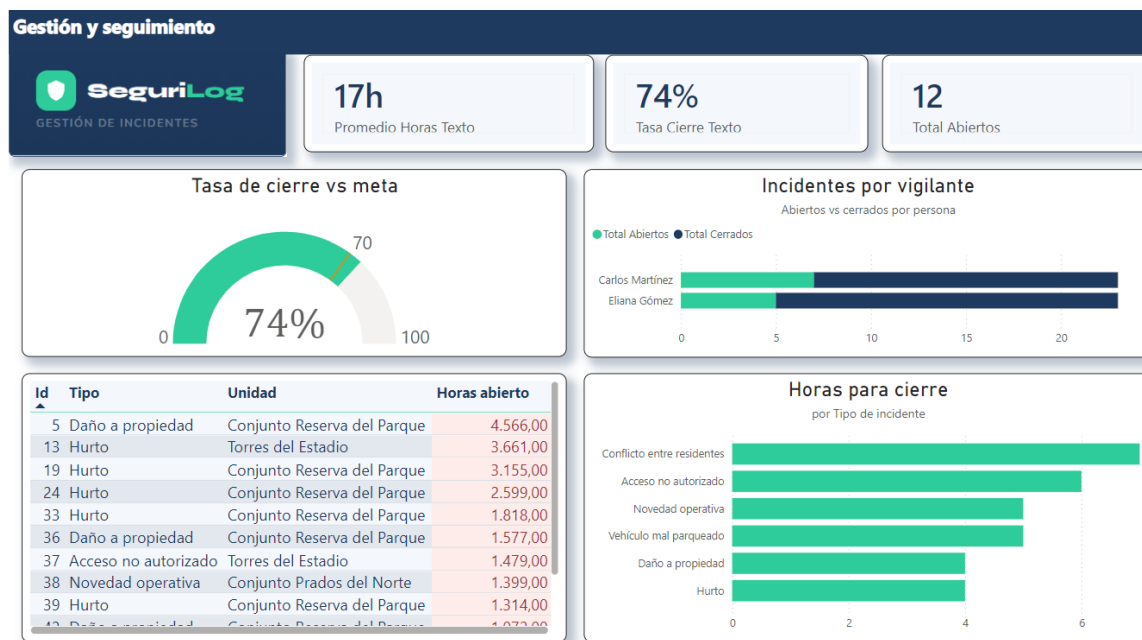 Gestión y seguimiento
SeguriLog
GESTIÓN DE INCIDENTES
17h
Promedio Horas Texto
74%
Tasa Cierre Texto
12
Total Abiertos
Tasa de cierre vs meta
70
74%
0
100
Incidentes por vigilante
Abiertos vs cerrados por persona
Total Abiertos Total Cerrados
Carlos Martínez
Eliana Gómez
0 5 10 15 20
Id Tipo Unidad Horas abierto
5 Daño a propiedad Conjunto Reserva del Parque 4.566,00
13 Hurto Torres del Estadio 3.661,00
19 Hurto Conjunto Reserva del Parque 3.155,00
24 Hurto Conjunto Reserva del Parque 2.599,00
33 Hurto Conjunto Reserva del Parque 1.818,00
36 Daño a propiedad Conjunto Reserva del Parque 1.577,00
37 Acceso no autorizado Torres del Estadio 1.479,00
38 Novedad operativa Conjunto Prados del Norte 1.399,00
39 Hurto Conjunto Reserva del Parque 1.314,00
Daño a propiedad Conjunto Reserva del Parque
Horas para cierre
por Tipo de incidente
Conflicto entre residentes
Acceso no autorizado
Novedad operativa
Vehículo mal parqueado
Daño a propiedad
Hurto
0 2 4 6